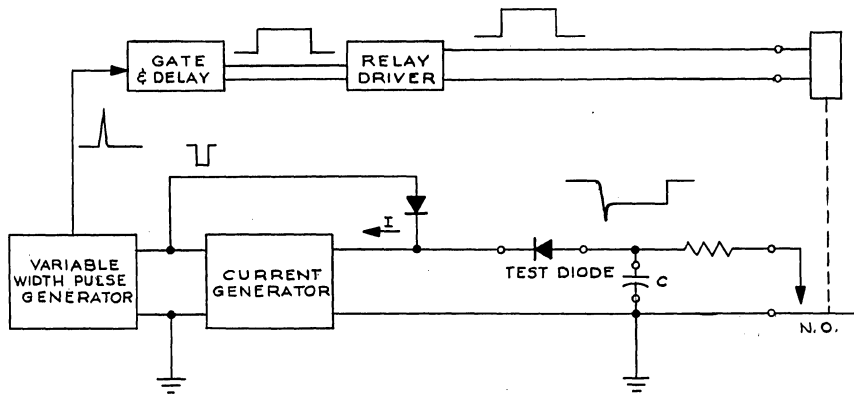 GATE
& DELAY
RELAY
DRIVER
I
VARIABLE
WIDTH PULSE
GENERATOR
CURRENT
GENERATOR
TEST DIODE
C
N.O.